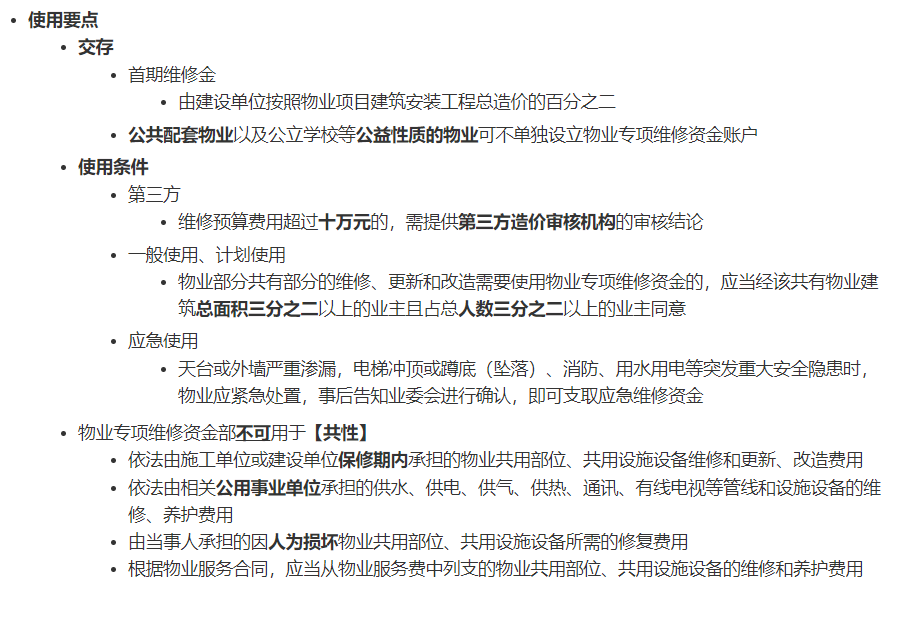 使用要点
交存
首期维修金
由建设单位按照物业项目建筑安装工程总造价的百分之二
公共配套物业以及公立学校等公益性质的物业可不单独设立物业专项维修资金账户
使用条件
第三方
维修预算费用超过十万元的，需提供第三方造价审核机构的审核结论
一般使用、计划使用
物业部分共有部分的维修、更新和改造需要使用物业专项维修资金的，应当经该共有物业建
筑总面积三分之二以上的业主且占总人数三分之二以上的业主同意
应急使用
天台或外墙严重渗漏，电梯冲顶或蹲底（坠落）、消防、用水用电等突发重大安全隐患时，
物业应紧急处置，事后告知业委会进行确认，即可支取应急维修资金
物业专项维修资金部不可用于【共性】
依法由施工单位或建设单位保修期内承担的物业共用部位、共用设施设备维修和更新、改造费用
依法由相关公用事业单位承担的供水、供电、供气、供热、通讯、有线电视等管线和设施设备的维
修、养护费用
由当事人承担的因人为损坏物业共用部位、共用设施设备所需的修复费用
根据物业服务合同，应当从物业服务费中列支的物业共用部位、共用设施设备的维修和养护费用